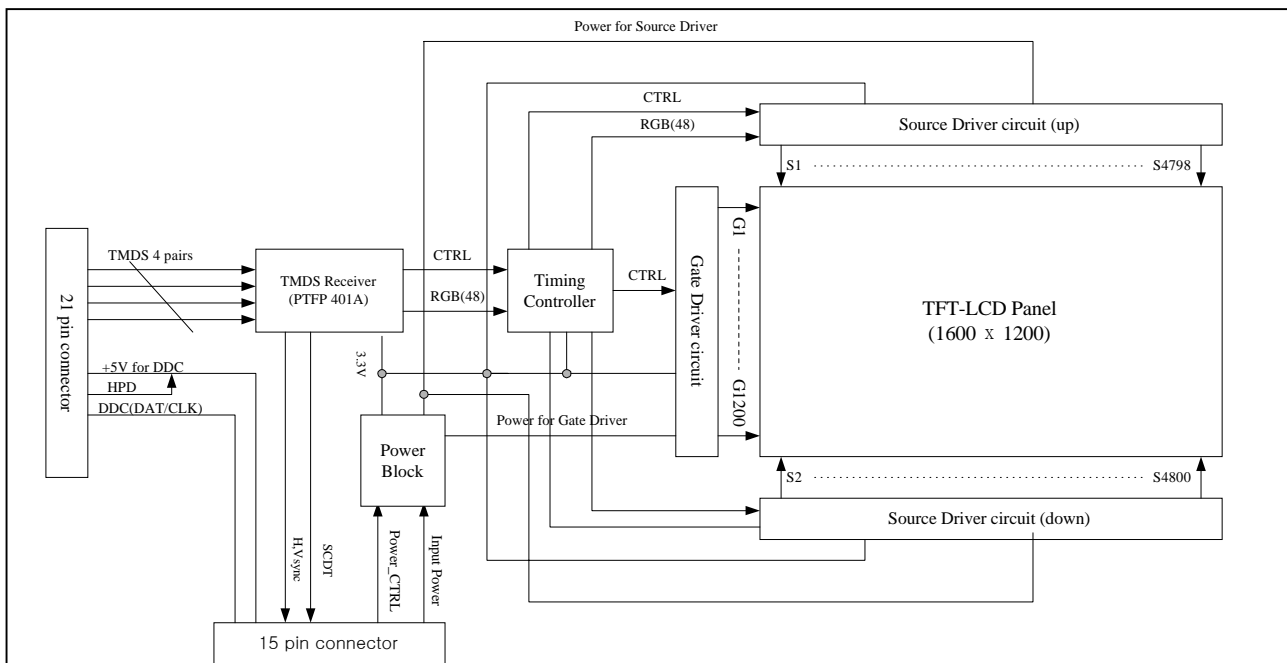 Power for Source Driver
CTRL
RGB(48)
Source Driver circuit (up)
S1
S4798
TMDS 4 pairs
21 pin connector
TMDS Receiver
(PTFP 401A)
CTRL
RGB(48)
Timing
Controller
CTRL
Gate Driver circuit
G1
G1200
TFT-LCD Panel
(1600 x 1200)
+5V for DDC
HPD
DDC(DAT/CLK)
3.3V
Power for Gate Driver
Power
Block
S2
S4800
Source Driver circuit (down)
H,Vsync
SCDT
Power_CTRL
Input Power
15 pin connector